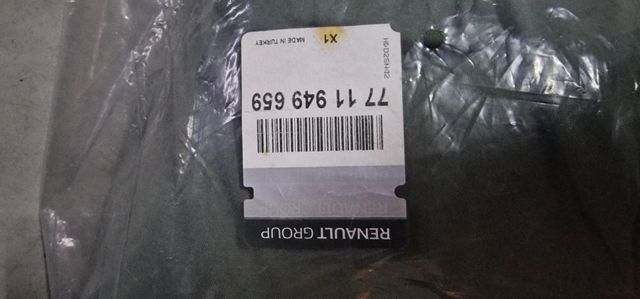 RENAULT GROUP
77 11 949 659
X1
MADE IN TURKEY